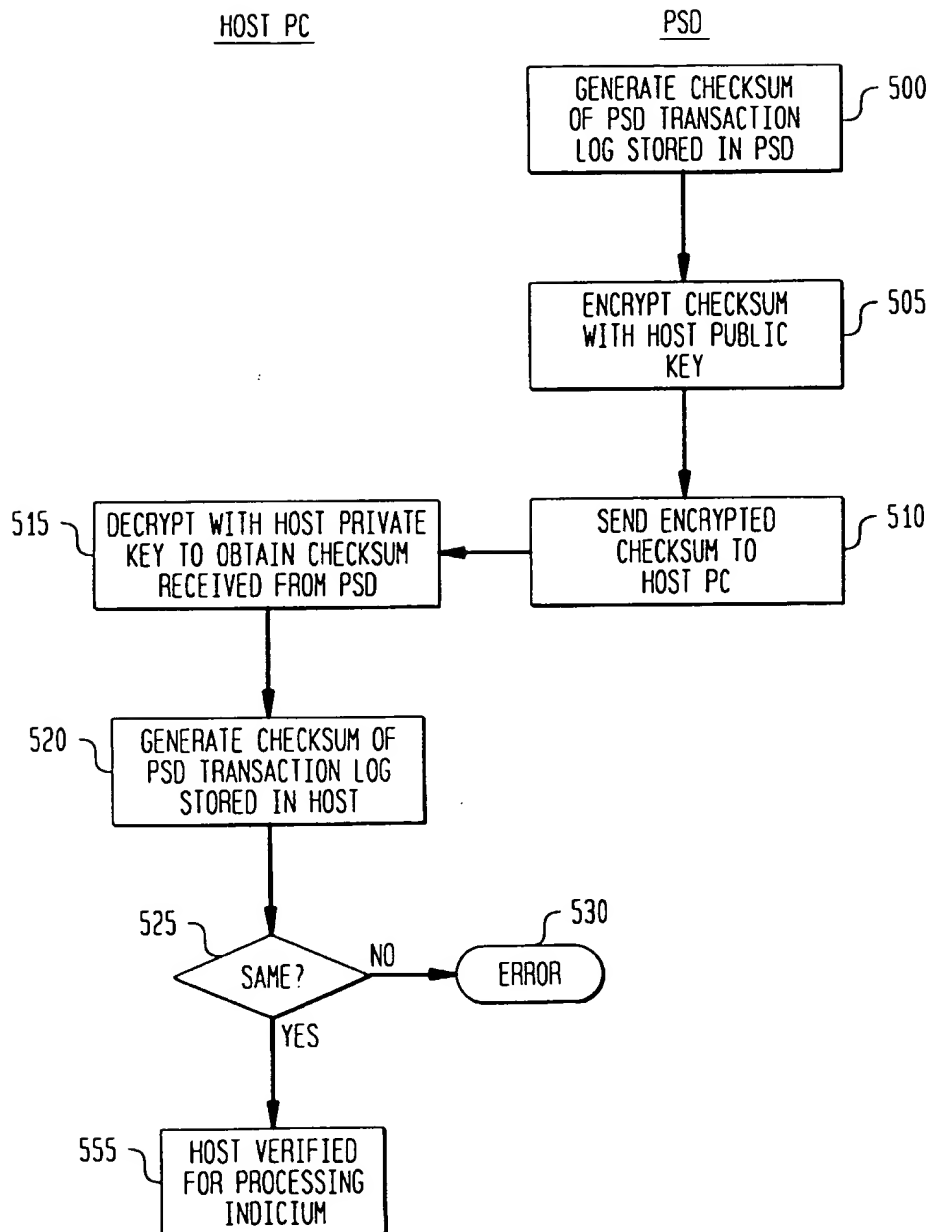 HOST PC
PSD
GENERATE CHECKSUM
OF PSD TRANSACTION
LOG STORED IN PSD
500
ENCRYPT CHECKSUM
WITH HOST PUBLIC
KEY
505
SEND ENCRYPTED
CHECKSUM TO
HOST PC
510
515
DECRYPT WITH HOST PRIVATE
KEY TO OBTAIN CHECKSUM
RECEIVED FROM PSD
520
GENERATE CHECKSUM OF
PSD TRANSACTION LOG
STORED IN HOST
525
SAME?
NO
530
ERROR
YES
555
HOST VERIFIED
FOR PROCESSING
INDICIUM